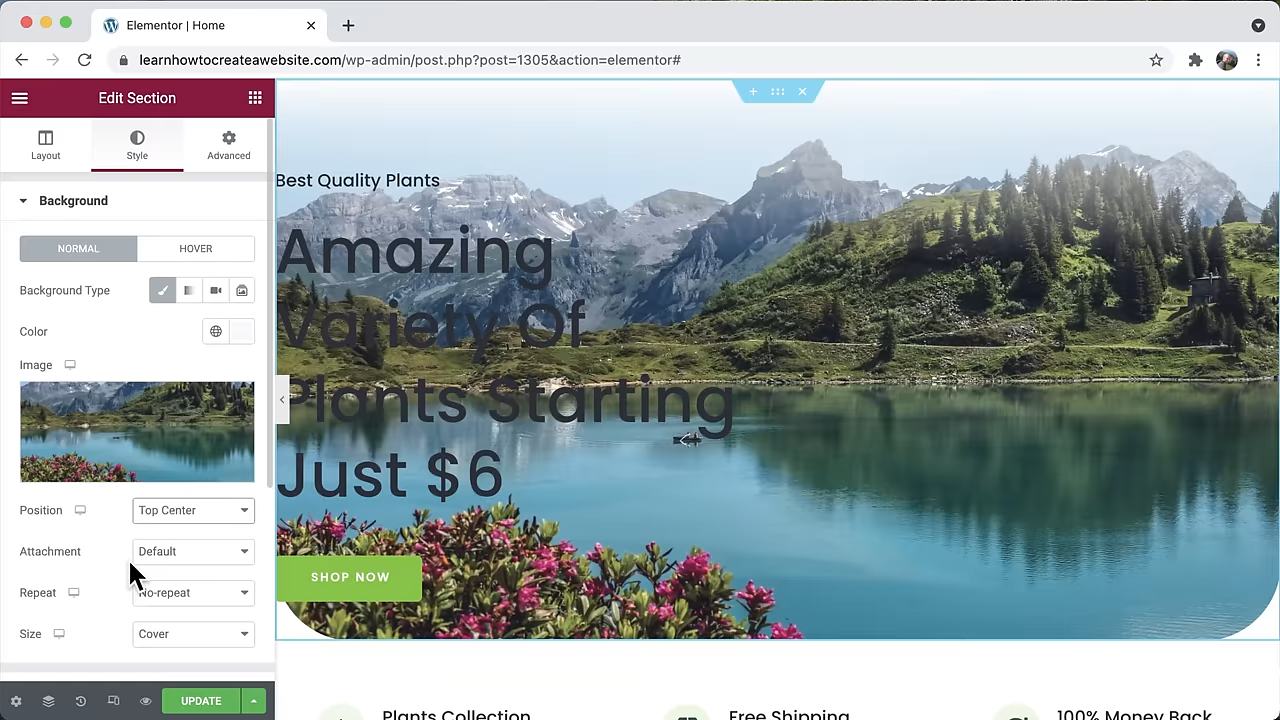 Elementor | Home
learnhowtocreateawebsite.com/wp-admin/post.php?post=1305&action=elementor#
Edit Section
Layout
Style
Advanced
Background
NORMAL
HOVER
Background Type
Color
Image
Position
Top Center
Attachment
Default
Repeat
No-repeat
Size
Cover
UPDATE
Best Quality Plants
Amazing
Variety Of
Plants Starting
Just $6
SHOP NOW
Plants Collection
Free Shipping
100% Money Back